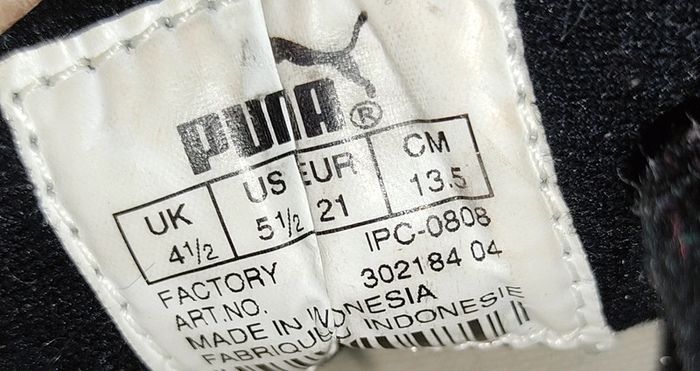 PUMA®
UK US EUR CM
4½ 5½ 21 13.5
FACTORY IPC-0808
ART.NO. 302184 04
MADE IN INDONESIA
FABRIQUE INDONESIE